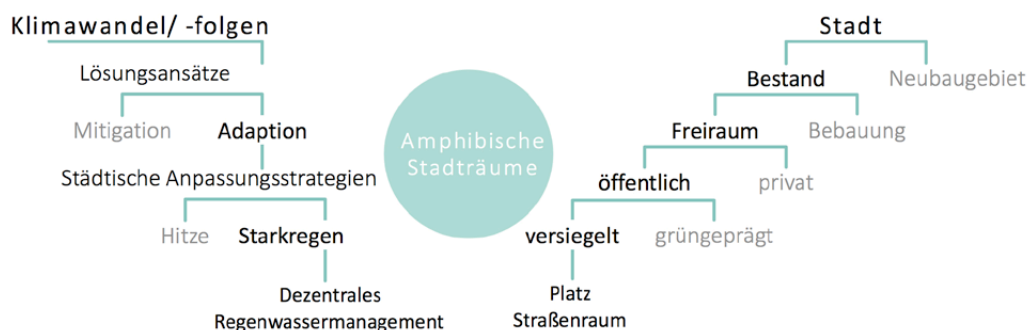 Klimawandel/ -folgen
Lösungsansätze
Mitigation
Adaption
Städtische Anpassungsstrategien
Hitze
Starkregen
Dezentrales
Regenwassermanagement
Amphibische
Stadträume
Stadt
Bestand
Neubaugebiet
Freiraum
Bebauung
öffentlich
privat
versiegelt
grüngeprägt
Platz
Straßenraum